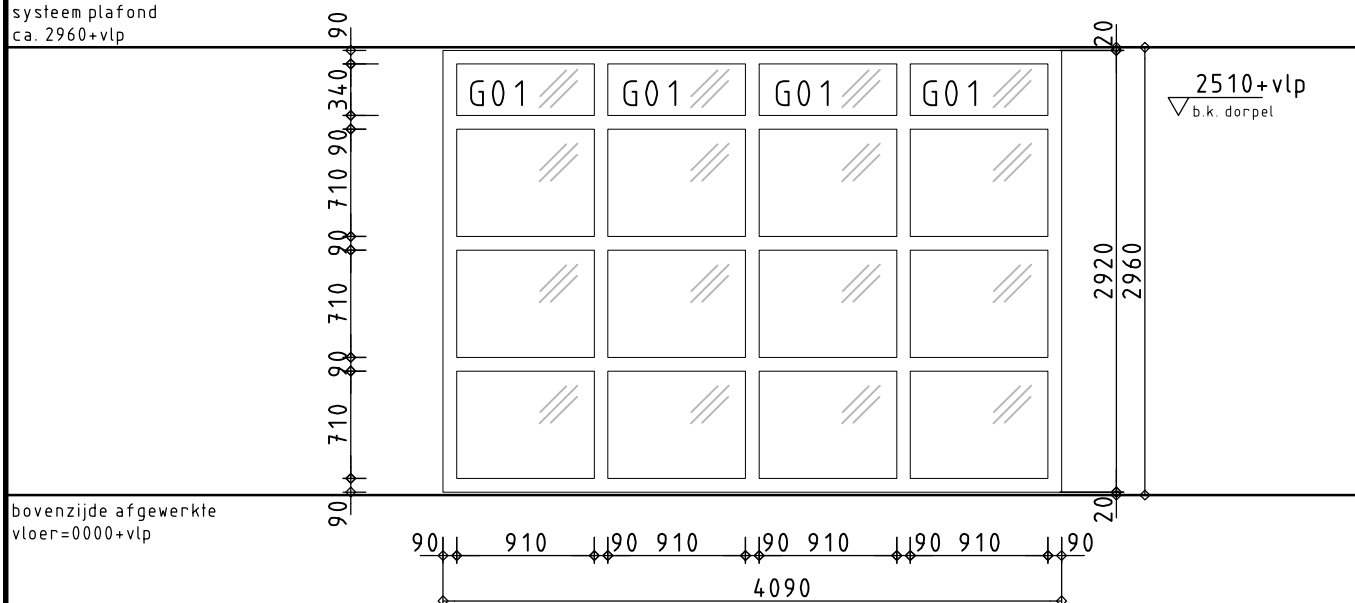 systeem plafond
ca. 2960+vlp
90
20
340
G01 G01 G01 G01
2510+vlp
b.k. dorpel
90
710
90
710
2920
2960
90
710
90
20
bovenzijde afgewerkte
vloer=0000+vlp
90 910 90 910 90 910 90 910 90
4090